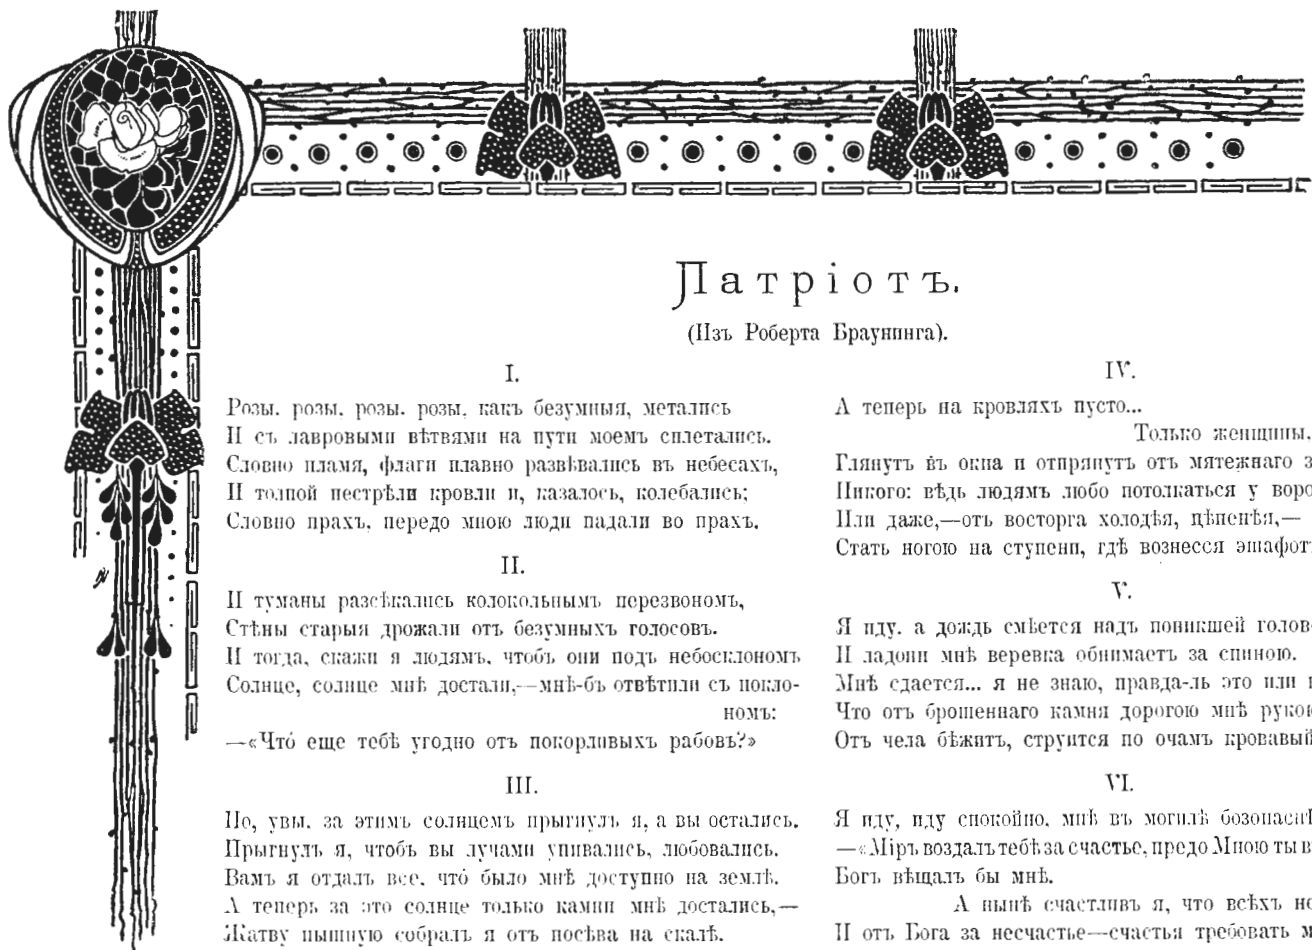 Патріотъ.
(Изъ Роберта Браунинга).
I.
Розы, розы, розы, розы, какъ безумныя, метались
И съ лавровыми вѣтвями на пути моемъ сплетались.
Словно пламя, флаги плавно развѣвались въ небесахъ,
И толпой пестрѣли кровли и, казалось, колебались;
Словно прахъ, передо мною люди падали во прахъ.
II.
И туманы разсѣкались колокольнымъ перезвономъ,
Стѣны старыя дрожали отъ безумныхъ голосовъ.
И тогда, скажи я людямъ, чтобъ они подъ небосклономъ
Солнце, солнце мнѣ достали,—мнѣ-бъ отвѣтили съ покло-
номъ:
—«Что́ еще тебѣ угодно отъ покорливыхъ рабовъ?»
III.
Но, увы, за этимъ солнцемъ прыгнулъ я, а вы остались.
Прыгнулъ я, чтобъ вы лучами упивались, любовались.
Вамъ я отдалъ все, что́ было мнѣ доступно на землѣ.
А теперь за это солнце только камни мнѣ достались,—
Жатву пышную собралъ я отъ посѣва на скалѣ.
IV.
А теперь на кровляхъ пусто...
Только женщины,
Глянутъ въ окна и отпрянутъ отъ мятежнаго з
Никого: вѣдь людямъ любо потолкаться у воро
Или даже,—отъ восторга холодѣя, цѣпенѣя,—
Стать ногою на ступени, гдѣ вознесся эшафот
V.
Я иду, а дождь смѣется надъ поникшей голов
И ладони мнѣ веревка обнимаетъ за спиною.
Мнѣ сдается... я не знаю, правда-ль это или
Что отъ брошеннаго камня дорогою мнѣ рукою
Отъ чела бѣжитъ, струится по очамъ кровавый
VI.
Я иду, иду спокойно, мнѣ въ могилѣ безопаснѣ
—«Міръ воздалъ тебѣ за счастье, предо Мною ты в
Богъ вѣщалъ бы мнѣ.
А нынѣ счастливъ я, что всѣхъ не
И отъ Бога за несчастье—счастья требовать м